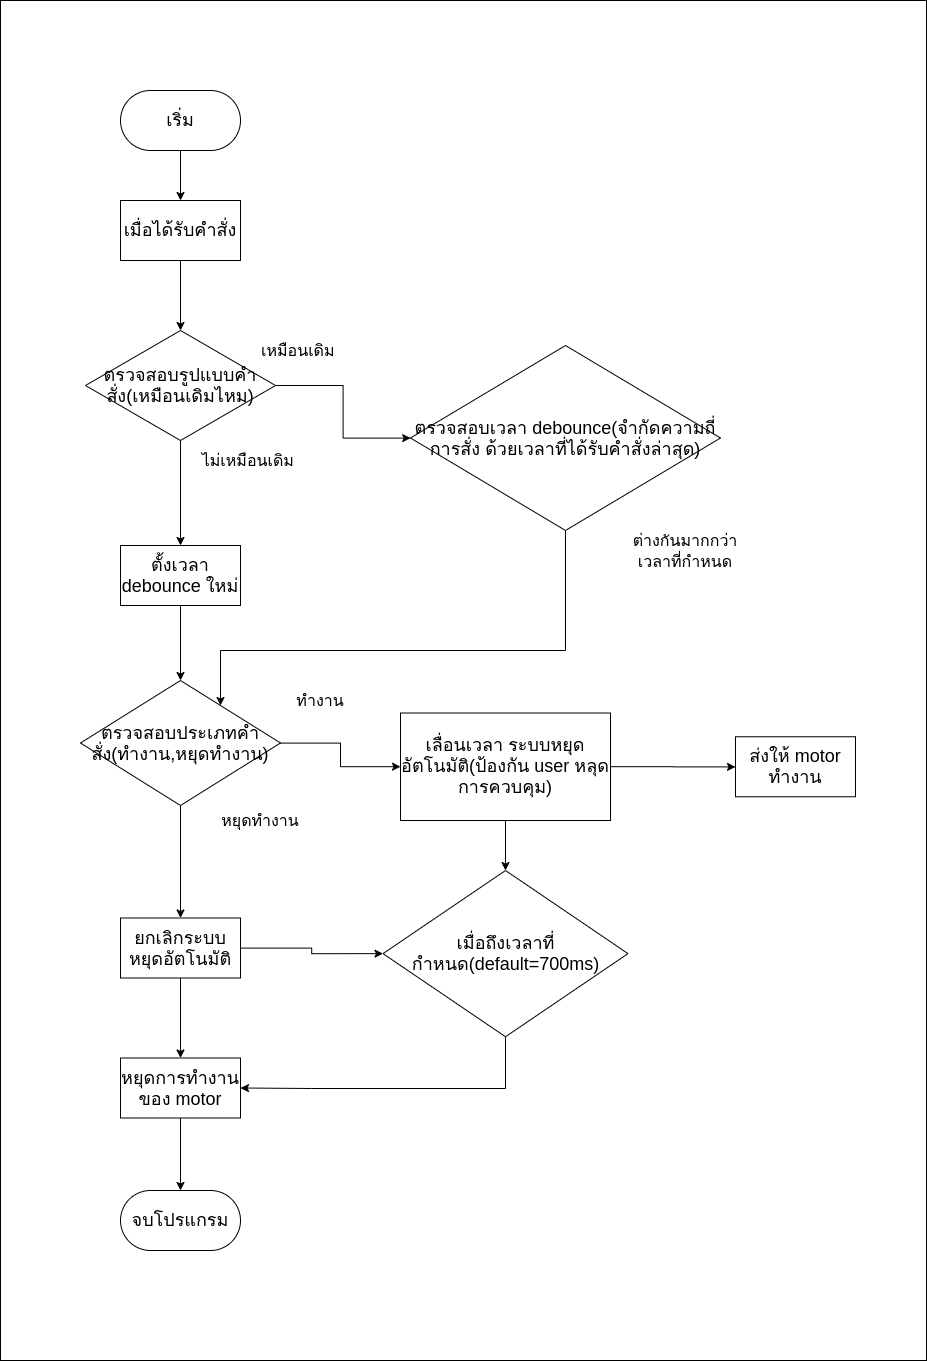 เริ่ม
เมื่อได้รับคำสั่ง
เหมือนเดิม
ตรวจสอบรูปแบบคำ
สั่ง(เหมือนเดิมไหม)
ตรวจสอบเวลา debounce(จำกัดความถี่
การสั่ง ด้วยเวลาที่ได้รับคำสั่งล่าสุด)
ไม่เหมือนเดิม
ต่างกันมากกว่า
เวลาที่กำหนด
ตั้งเวลา
debounce ใหม่
ทำงาน
ตรวจสอบประเภทคำ
สั่ง(ทำงาน,หยุดทำงาน)
เลื่อนเวลา ระบบหยุด
อัตโนมัติ(ป้องกัน user หลุด
การควบคุม)
ส่งให้ motor
ทำงาน
หยุดทำงาน
ยกเลิกระบบ
หยุดอัตโนมัติ
เมื่อถึงเวลาที่
กำหนด(default=700ms)
หยุดการทำงาน
ของ motor
จบโปรแกรม